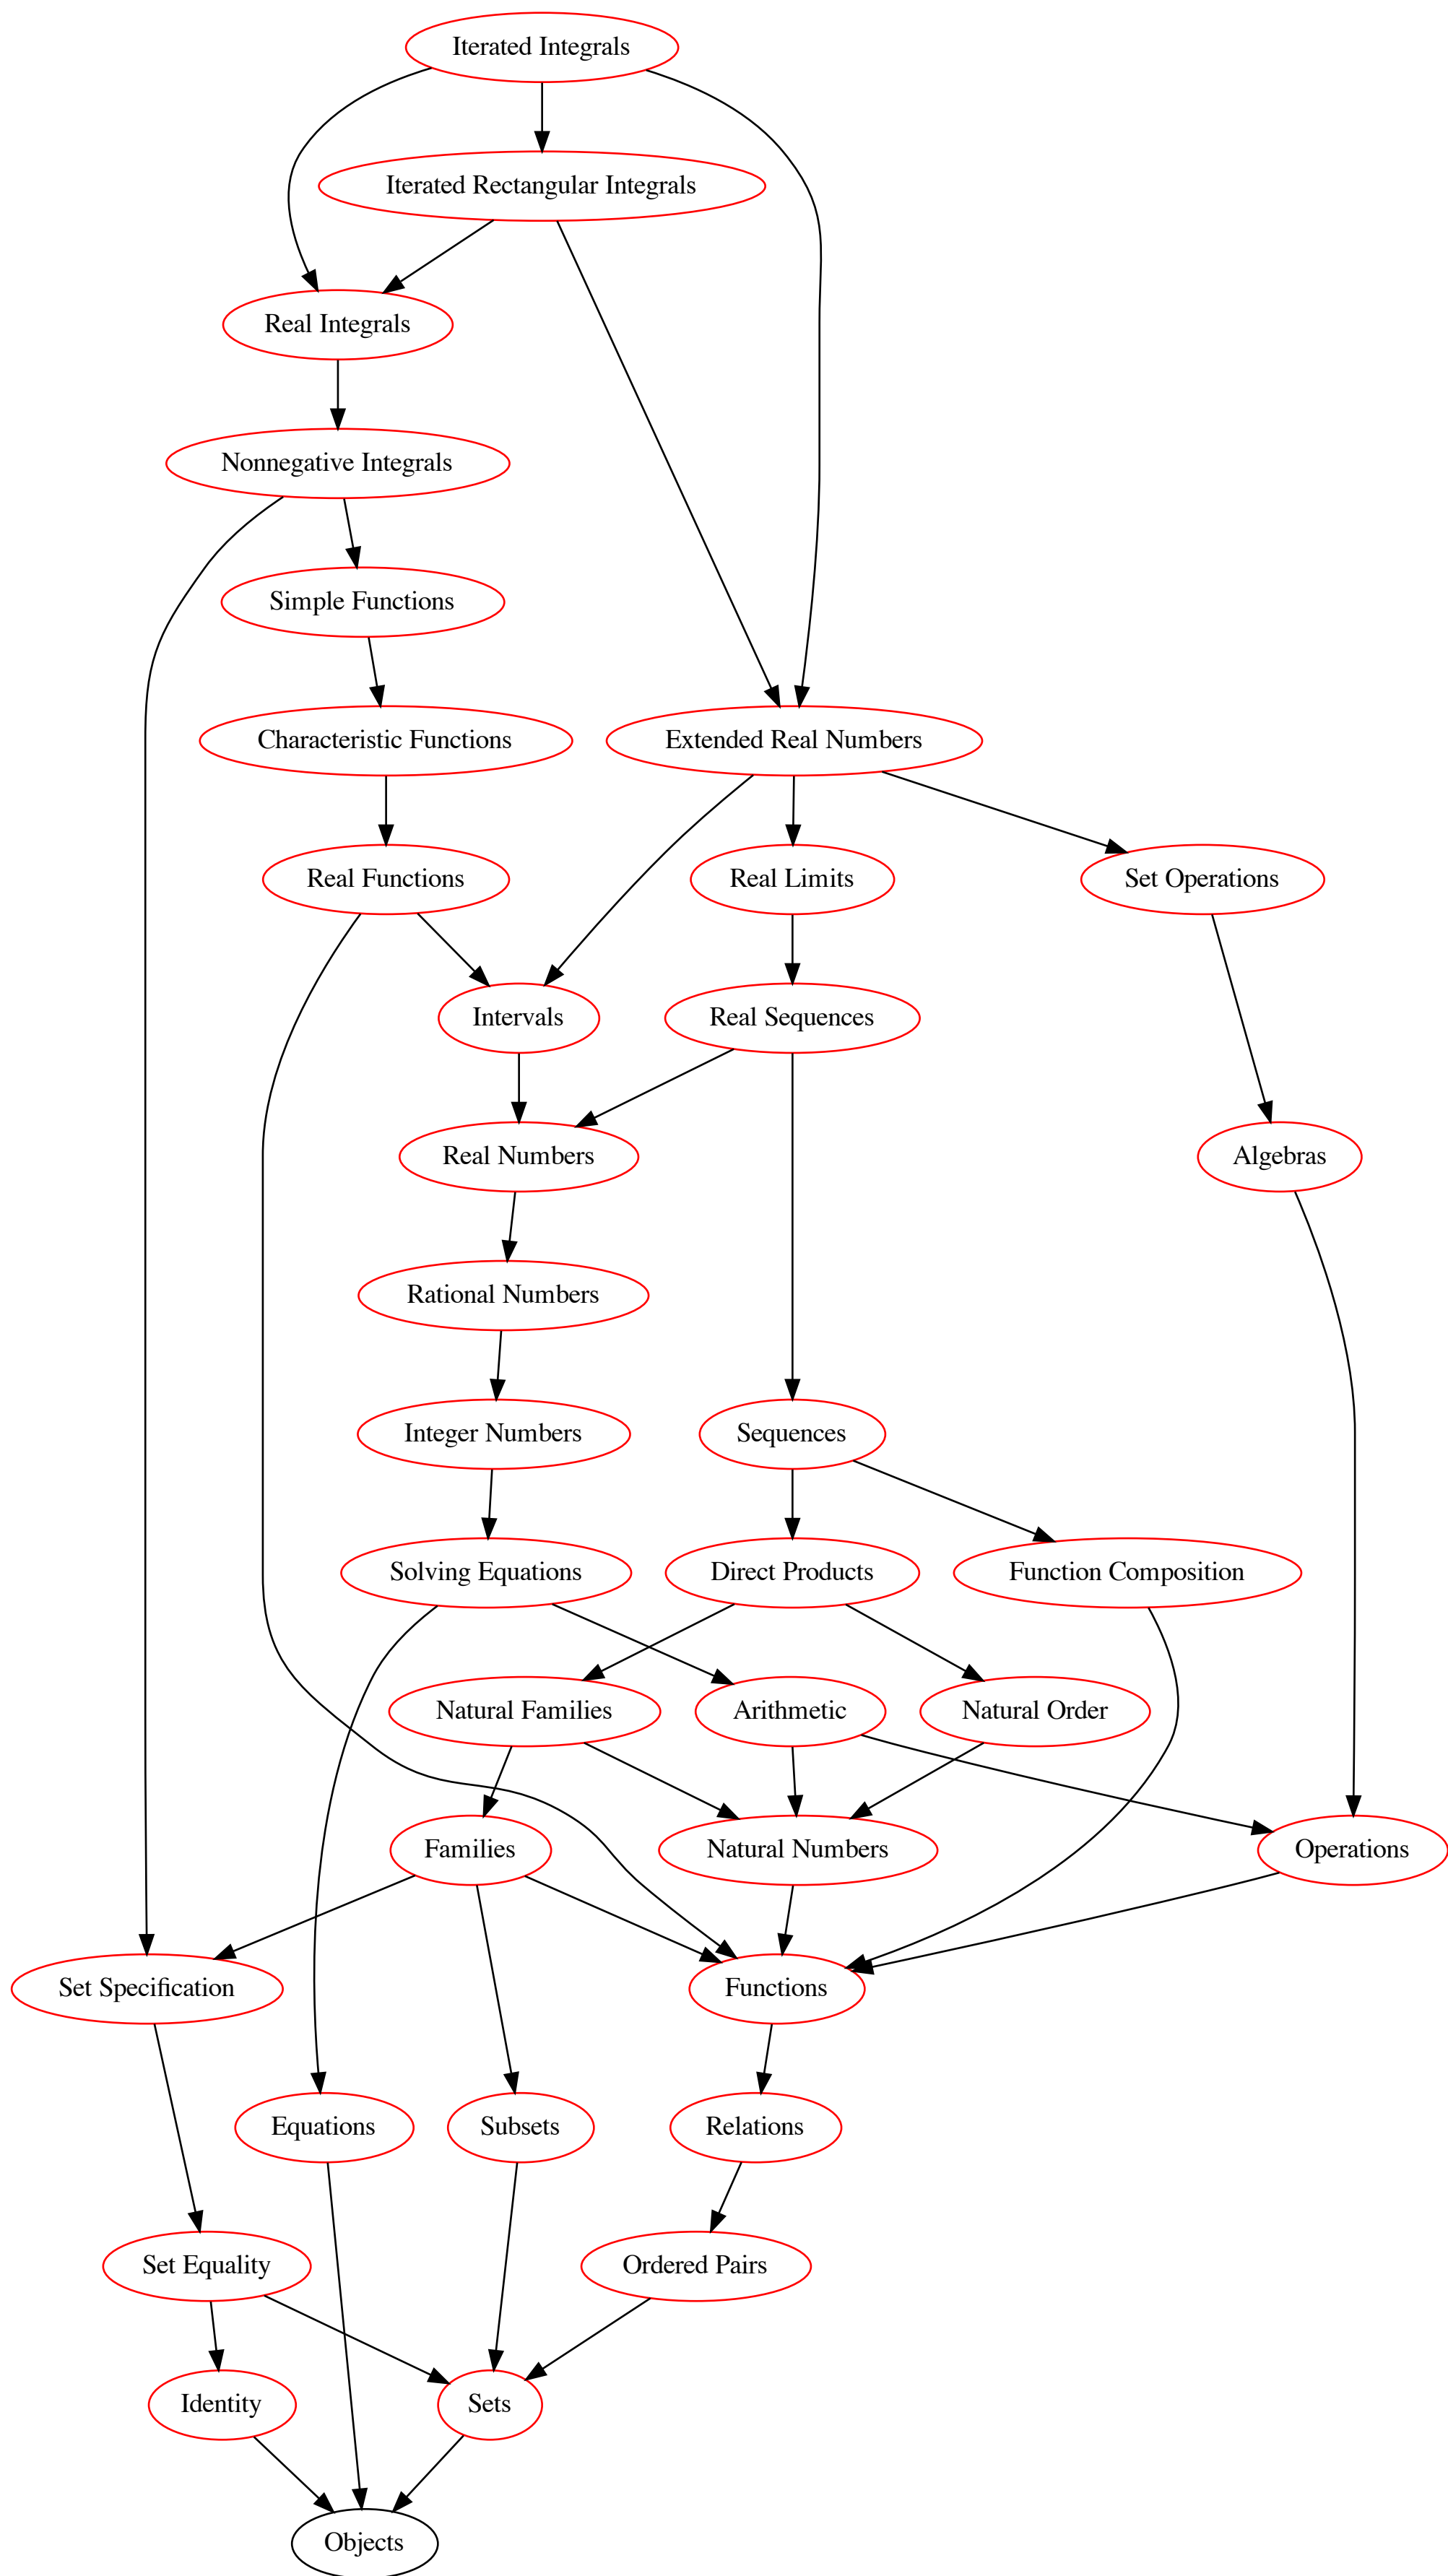 Iterated Integrals
Iterated Rectangular Integrals
Real Integrals
Nonnegative Integrals
Simple Functions
Characteristic Functions
Extended Real Numbers
Real Functions
Real Limits
Set Operations
Intervals
Real Sequences
Real Numbers
Algebras
Rational Numbers
Integer Numbers
Sequences
Solving Equations
Direct Products
Function Composition
Natural Families
Arithmetic
Natural Order
Families
Natural Numbers
Operations
Set Specification
Functions
Equations
Subsets
Relations
Set Equality
Ordered Pairs
Identity
Sets
Objects